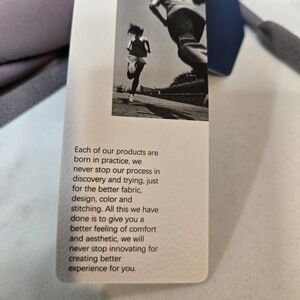 Each of our products are
born in practice, we
never stop our process in
discovery and trying, just
for the better fabric,
design, color and
stitching. All this we have
done is to give you a
better feeling of comfort
and aesthetic, we will
never stop innovating for
creating better
experience for you.